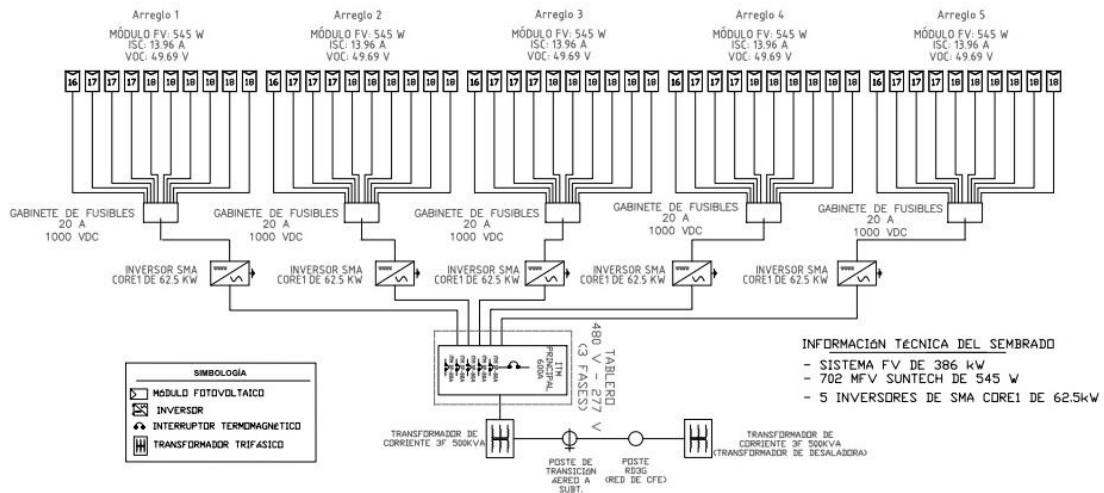 Arreglo 1
MÓDULO FV: 545 W
ISC: 13.96 A
VOC: 49.69 V
Arreglo 2
MÓDULO FV: 545 W
ISC: 13.96 A
VOC: 49.69 V
Arreglo 3
MÓDULO FV: 545 W
ISC: 13.96 A
VOC: 49.69 V
Arreglo 4
MÓDULO FV: 545 W
ISC: 13.96 A
VOC: 49.69 V
Arreglo 5
MÓDULO FV: 545 W
ISC: 13.96 A
VOC: 49.69 V
16 17 17 17 18 18 18 18 18 18
16 17 17 17 18 18 18 18 18 18
16 17 17 17 18 18 18 18 18 18
16 17 17 17 18 18 18 18 18 18
16 17 17 17 18 18 18 18 18 18
GABINETE DE FUSIBLES
20 A
1000 VDC
GABINETE DE FUSIBLES
20 A
1000 VDC
GABINETE DE FUSIBLES
20 A
1000 VDC
GABINETE DE FUSIBLES
20 A
1000 VDC
GABINETE DE FUSIBLES
20 A
1000 VDC
INVERSOR SMA
CORE1 DE 62.5 KW
INVERSOR SMA
CORE1 DE 62.5 KW
INVERSOR SMA
CORE1 DE 62.5 KW
INVERSOR SMA
CORE1 DE 62.5 KW
INVERSOR SMA
CORE1 DE 62.5 KW
ITM
PRINCIPAL
600A
TABLERO
480 V - 277 V
(3 FASES)
INFORMACIÓN TÉCNICA DEL SEMBRADO
- SISTEMA FV DE 386 kW
- 702 MFV SUNTECH DE 545 W
- 5 INVERSORES DE SMA CORE1 DE 62.5kW
SIMBOLOGÍA
MÓDULO FOTOVOLTAICO
INVERSOR
INTERRUPTOR TERMOMAGNÉTICO
TRANSFORMADOR TRIFÁSICO
TRANSFORMADOR DE
CORRIENTE 3F 500KVA
POSTE DE
TRANSICIÓN
AEREO A
SUBT.
POSTE
RD3G
(RED DE CFE)
TRANSFORMADOR DE
CORRIENTE 3F 500KVA
(TRANSFORMADOR DE DESALADORA)